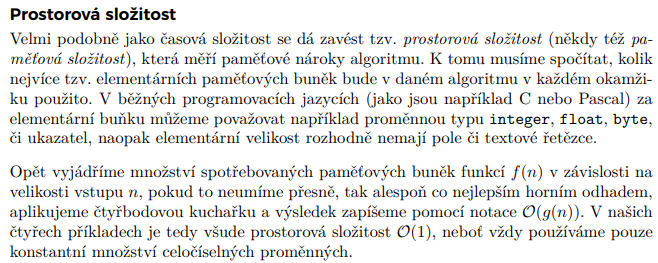 Prostorová složitost
Velmi podobně jako časová složitost se dá zavést tzv. prostorová složitost (někdy též pa-
měťová složitost), která měří paměťové nároky algoritmu. K tomu musíme spočítat, kolik
nejvíce tzv. elementárních paměťových buněk bude v daném algoritmu v každém okamži-
ku použito. V běžných programovacích jazycích (jako jsou například C nebo Pascal) za
elementární buňku můžeme považovat například proměnnou typu integer, float, byte,
či ukazatel, naopak elementární velikost rozhodně nemají pole či textové řetězce.
Opět vyjádříme množství spotřebovaných paměťových buněk funkcí f(n) v závislosti na
velikosti vstupu n, pokud to neumíme přesně, tak alespoň co nejlepším horním odhadem,
aplikujeme čtyřbodovou kuchařku a výsledek zapíšeme pomocí notace O(g(n)). V našich
čtyřech příkladech je tedy všude prostorová složitost O(1), neboť vždy používáme pouze
konstantní množství celočíselných proměnných.